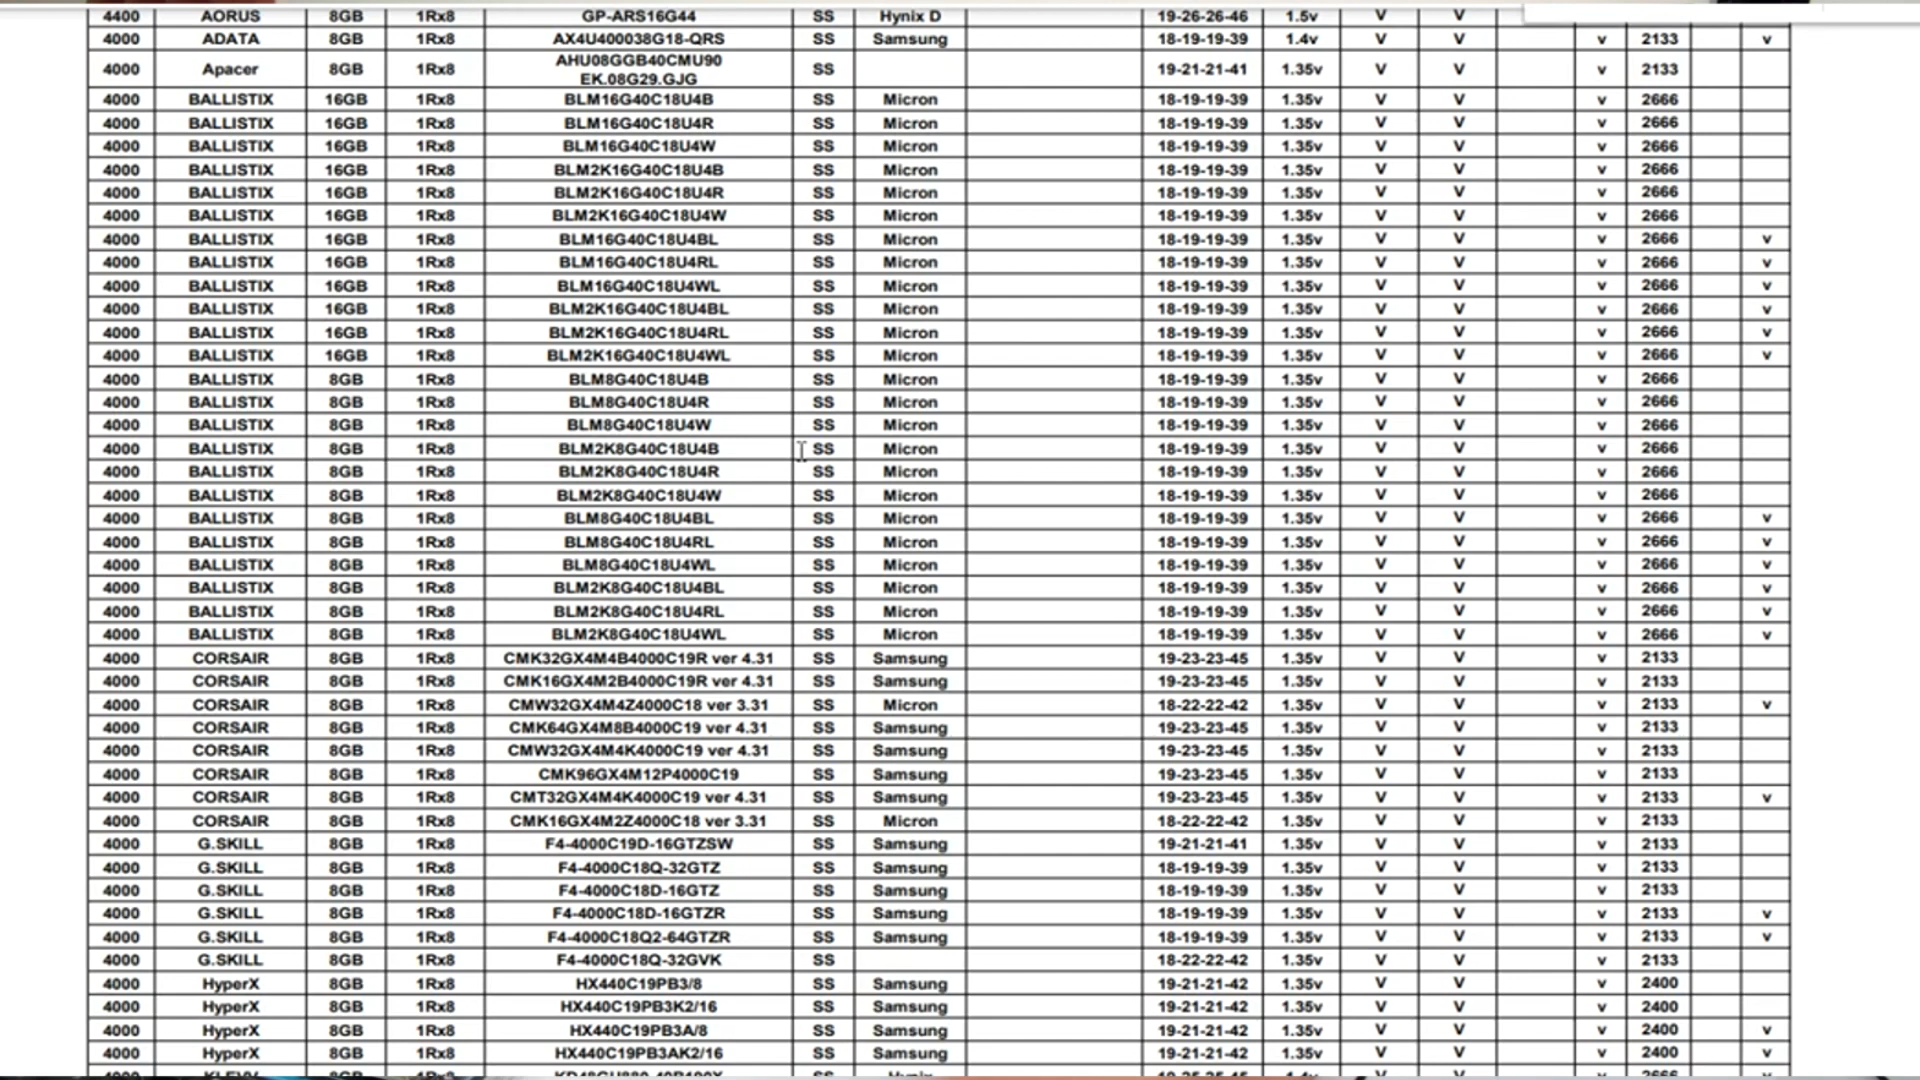 4400 AORUS 8GB 1Rx8 GP-ARS16G44 SS Hynix D 19-26-26-46 1.5v V V
4000 ADATA 8GB 1Rx8 AX4U400038G18-QRS SS Samsung 18-19-19-39 1.4v V V v 2133 v
4000 Apacer 8GB 1Rx8 AHU08GGB40CMU90 EK.08G29.GJG SS 19-21-21-41 1.35v V V v 2133
4000 BALLISTIX 16GB 1Rx8 BLM16G40C18U4B SS Micron 18-19-19-39 1.35v V V v 2666
4000 BALLISTIX 16GB 1Rx8 BLM16G40C18U4R SS Micron 18-19-19-39 1.35v V V v 2666
4000 BALLISTIX 16GB 1Rx8 BLM16G40C18U4W SS Micron 18-19-19-39 1.35v V V v 2666
4000 BALLISTIX 16GB 1Rx8 BLM2K16G40C18U4B SS Micron 18-19-19-39 1.35v V V v 2666
4000 BALLISTIX 16GB 1Rx8 BLM2K16G40C18U4R SS Micron 18-19-19-39 1.35v V V v 2666
4000 BALLISTIX 16GB 1Rx8 BLM2K16G40C18U4W SS Micron 18-19-19-39 1.35v V V v 2666
4000 BALLISTIX 16GB 1Rx8 BLM16G40C18U4BL SS Micron 18-19-19-39 1.35v V V v 2666 v
4000 BALLISTIX 16GB 1Rx8 BLM16G40C18U4RL SS Micron 18-19-19-39 1.35v V V v 2666 v
4000 BALLISTIX 16GB 1Rx8 BLM16G40C18U4WL SS Micron 18-19-19-39 1.35v V V v 2666 v
4000 BALLISTIX 16GB 1Rx8 BLM2K16G40C18U4BL SS Micron 18-19-19-39 1.35v V V v 2666 v
4000 BALLISTIX 16GB 1Rx8 BLM2K16G40C18U4RL SS Micron 18-19-19-39 1.35v V V v 2666 v
4000 BALLISTIX 16GB 1Rx8 BLM2K16G40C18U4WL SS Micron 18-19-19-39 1.35v V V v 2666 v
4000 BALLISTIX 8GB 1Rx8 BLM8G40C18U4B SS Micron 18-19-19-39 1.35v V V v 2666
4000 BALLISTIX 8GB 1Rx8 BLM8G40C18U4R SS Micron 18-19-19-39 1.35v V V v 2666
4000 BALLISTIX 8GB 1Rx8 BLM8G40C18U4W SS Micron 18-19-19-39 1.35v V V v 2666
4000 BALLISTIX 8GB 1Rx8 BLM2K8G40C18U4B SS Micron 18-19-19-39 1.35v V V v 2666
4000 BALLISTIX 8GB 1Rx8 BLM2K8G40C18U4R SS Micron 18-19-19-39 1.35v V V v 2666
4000 BALLISTIX 8GB 1Rx8 BLM2K8G40C18U4W SS Micron 18-19-19-39 1.35v V V v 2666
4000 BALLISTIX 8GB 1Rx8 BLM8G40C18U4BL SS Micron 18-19-19-39 1.35v V V v 2666 v
4000 BALLISTIX 8GB 1Rx8 BLM8G40C18U4RL SS Micron 18-19-19-39 1.35v V V v 2666 v
4000 BALLISTIX 8GB 1Rx8 BLM8G40C18U4WL SS Micron 18-19-19-39 1.35v V V v 2666 v
4000 BALLISTIX 8GB 1Rx8 BLM2K8G40C18U4BL SS Micron 18-19-19-39 1.35v V V v 2666 v
4000 BALLISTIX 8GB 1Rx8 BLM2K8G40C18U4RL SS Micron 18-19-19-39 1.35v V V v 2666 v
4000 BALLISTIX 8GB 1Rx8 BLM2K8G40C18U4WL SS Micron 18-19-19-39 1.35v V V v 2666 v
4000 CORSAIR 8GB 1Rx8 CMK32GX4M4B4000C19R ver 4.31 SS Samsung 19-23-23-45 1.35v V V v 2133
4000 CORSAIR 8GB 1Rx8 CMK16GX4M2B4000C19R ver 4.31 SS Samsung 19-23-23-45 1.35v V V v 2133
4000 CORSAIR 8GB 1Rx8 CMW32GX4M4Z4000C18 ver 3.31 SS Micron 18-22-22-42 1.35v V V v 2133 v
4000 CORSAIR 8GB 1Rx8 CMK64GX4M8B4000C19 ver 4.31 SS Samsung 19-23-23-45 1.35v V V v 2133
4000 CORSAIR 8GB 1Rx8 CMW32GX4M4K4000C19 ver 4.31 SS Samsung 19-23-23-45 1.35v V V v 2133
4000 CORSAIR 8GB 1Rx8 CMK96GX4M12P4000C19 SS Samsung 19-23-23-45 1.35v V V v 2133
4000 CORSAIR 8GB 1Rx8 CMT32GX4M4K4000C19 ver 4.31 SS Samsung 19-23-23-45 1.35v V V v 2133 v
4000 CORSAIR 8GB 1Rx8 CMK16GX4M2Z4000C18 ver 3.31 SS Micron 18-22-22-42 1.35v V V v 2133
4000 G.SKILL 8GB 1Rx8 F4-4000C19D-16GTZSW SS Samsung 19-21-21-41 1.35v V V v 2133
4000 G.SKILL 8GB 1Rx8 F4-4000C18Q-32GTZ SS Samsung 18-19-19-39 1.35v V V v 2133
4000 G.SKILL 8GB 1Rx8 F4-4000C18D-16GTZ SS Samsung 18-19-19-39 1.35v V V v 2133
4000 G.SKILL 8GB 1Rx8 F4-4000C18D-16GTZR SS Samsung 18-19-19-39 1.35v V V v 2133 v
4000 G.SKILL 8GB 1Rx8 F4-4000C18Q2-64GTZR SS Samsung 18-19-19-39 1.35v V V v 2133 v
4000 G.SKILL 8GB 1Rx8 F4-4000C18Q-32GVK SS 18-22-22-42 1.35v V V v 2133
4000 HyperX 8GB 1Rx8 HX440C19PB3/8 SS Samsung 19-21-21-42 1.35v V V v 2400
4000 HyperX 8GB 1Rx8 HX440C19PB3K2/16 SS Samsung 19-21-21-42 1.35v V V v 2400
4000 HyperX 8GB 1Rx8 HX440C19PB3A/8 SS Samsung 19-21-21-42 1.35v V V v 2400 v
4000 HyperX 8GB 1Rx8 HX440C19PB3AK2/16 SS Samsung 19-21-21-42 1.35v V V v 2400 v